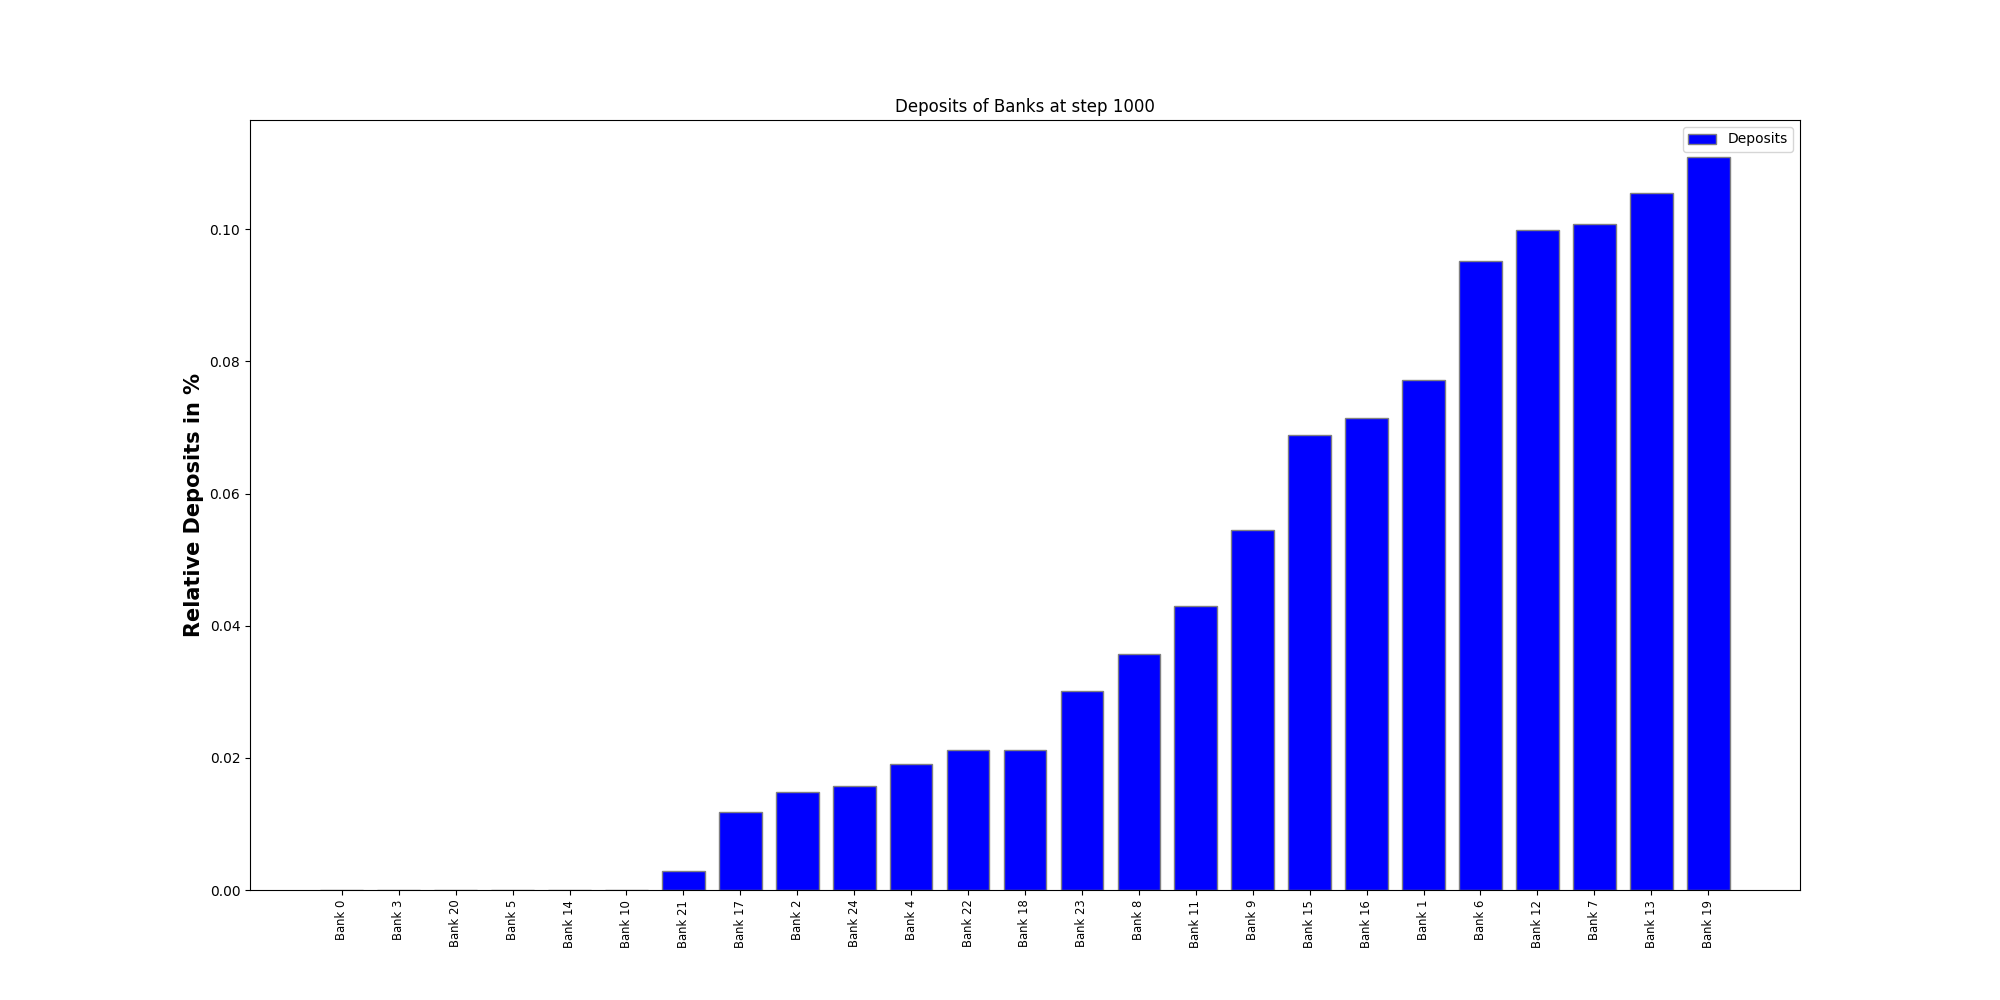 Deposits of Banks at step 1000
Deposits
Relative Deposits in %
0.10
0.08
0.06
0.04
0.02
0.00
Bank 0
Bank 3
Bank 20
Bank 5
Bank 14
Bank 10
Bank 21
Bank 17
Bank 2
Bank 24
Bank 4
Bank 22
Bank 18
Bank 23
Bank 8
Bank 11
Bank 9
Bank 15
Bank 16
Bank 1
Bank 6
Bank 12
Bank 7
Bank 13
Bank 19